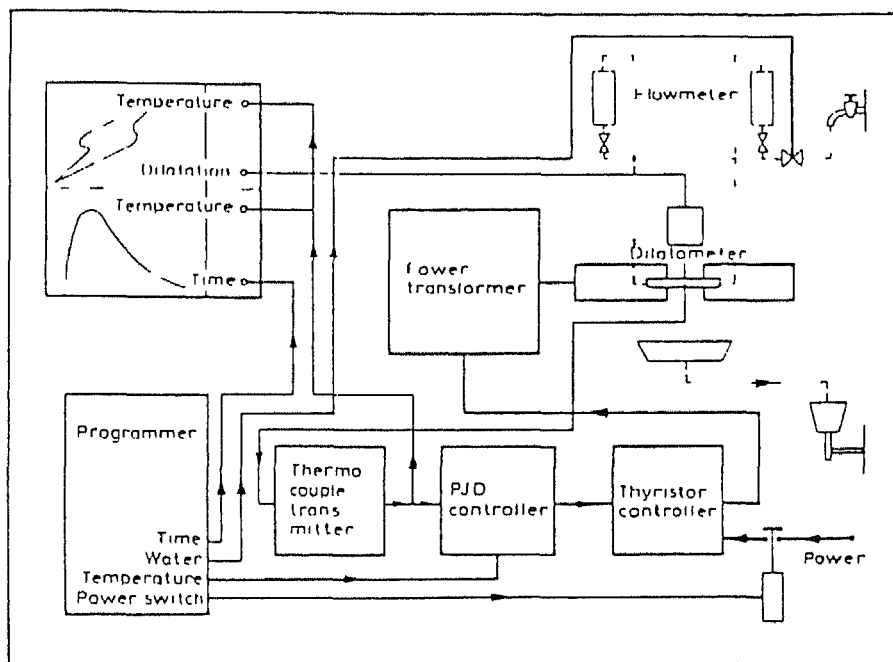 Temperature
Dilatation
Temperature
Time
Flowmeter
Dilatometer
Power
transformer
Programmer
Time
Water
Temperature
Power switch
Thermo
couple
trans
mitter
PJD
controller
Thyristor
controller
Power